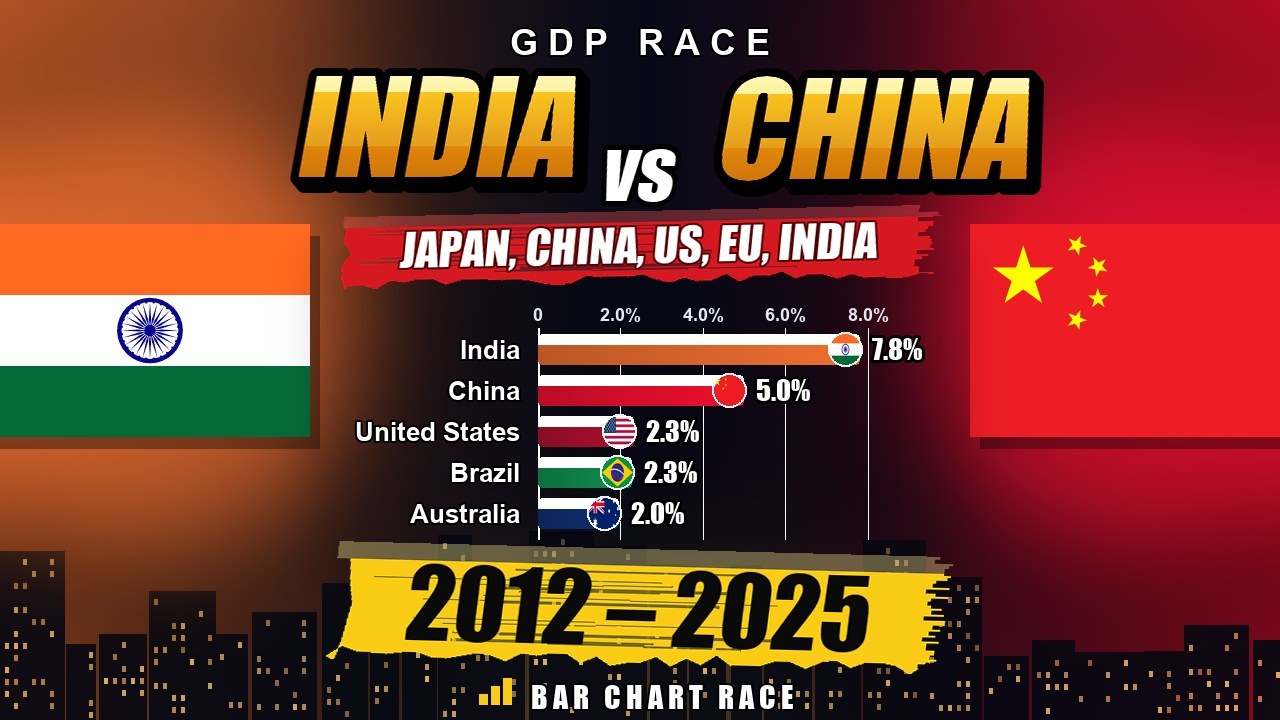 GDP RACE
INDIA VS CHINA
JAPAN, CHINA, US, EU, INDIA
0 2.0% 4.0% 6.0% 8.0%
India 7.8%
China 5.0%
United States 2.3%
Brazil 2.3%
Australia 2.0%
2012 – 2025
BAR CHART RACE